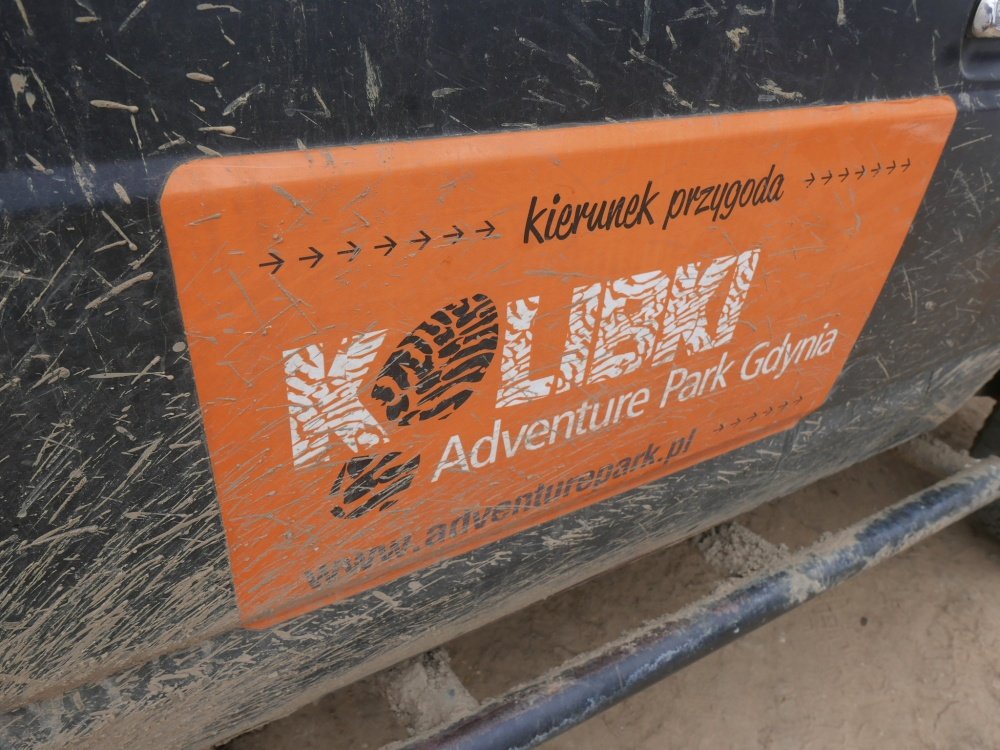 kierunek przygoda
KOLIBKI
Adventure Park Gdynia
www.adventurepark.pl